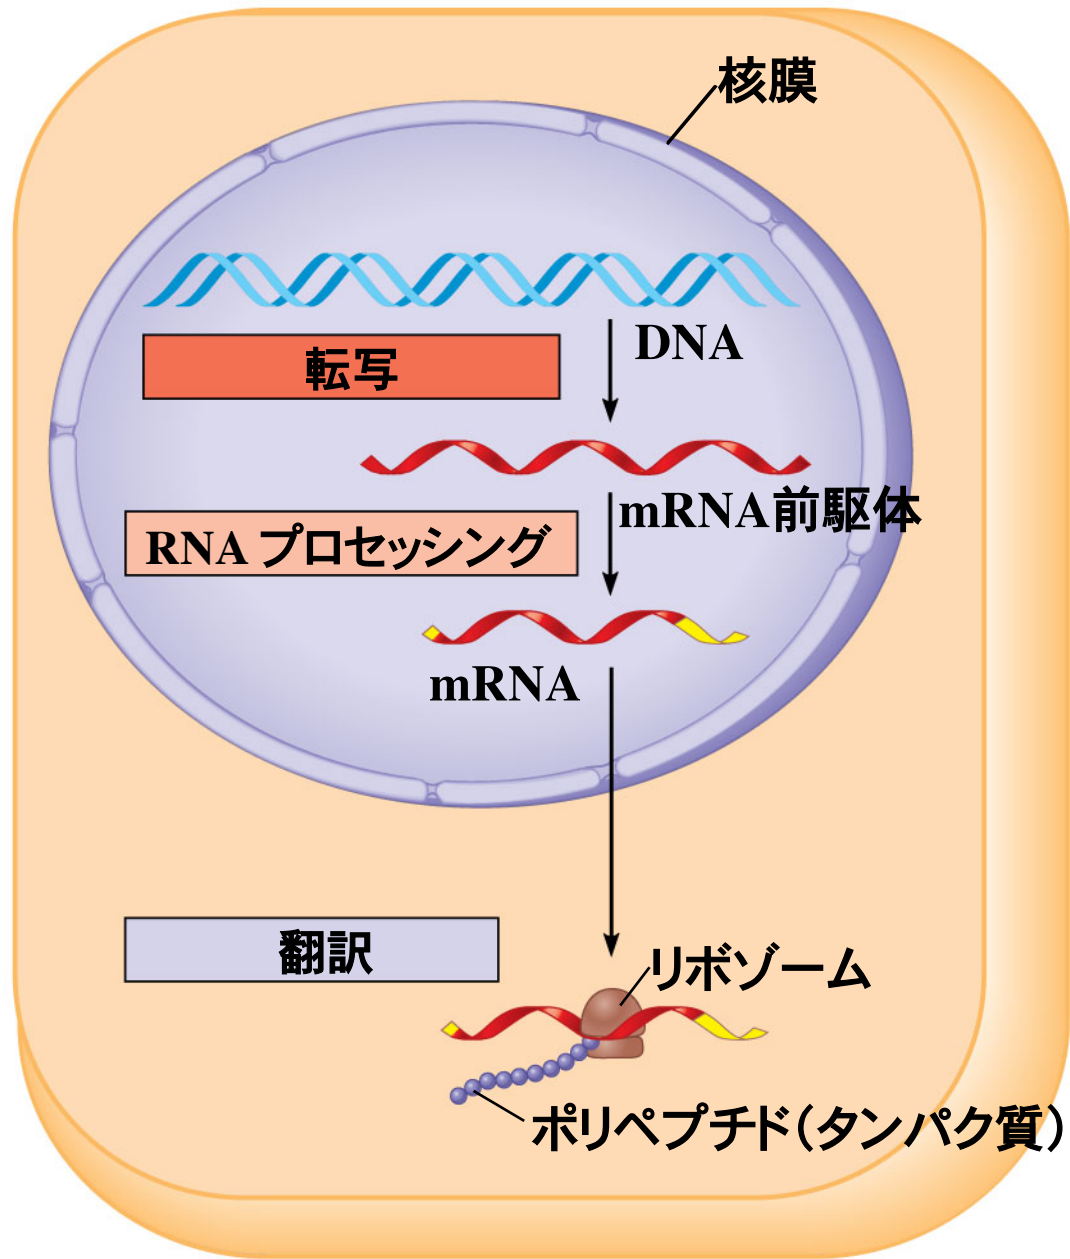 核膜
DNA
転写
mRNA前駆体
RNA プロセッシング
mRNA
翻訳
リボゾーム
ポリペプチド(タンパク質)